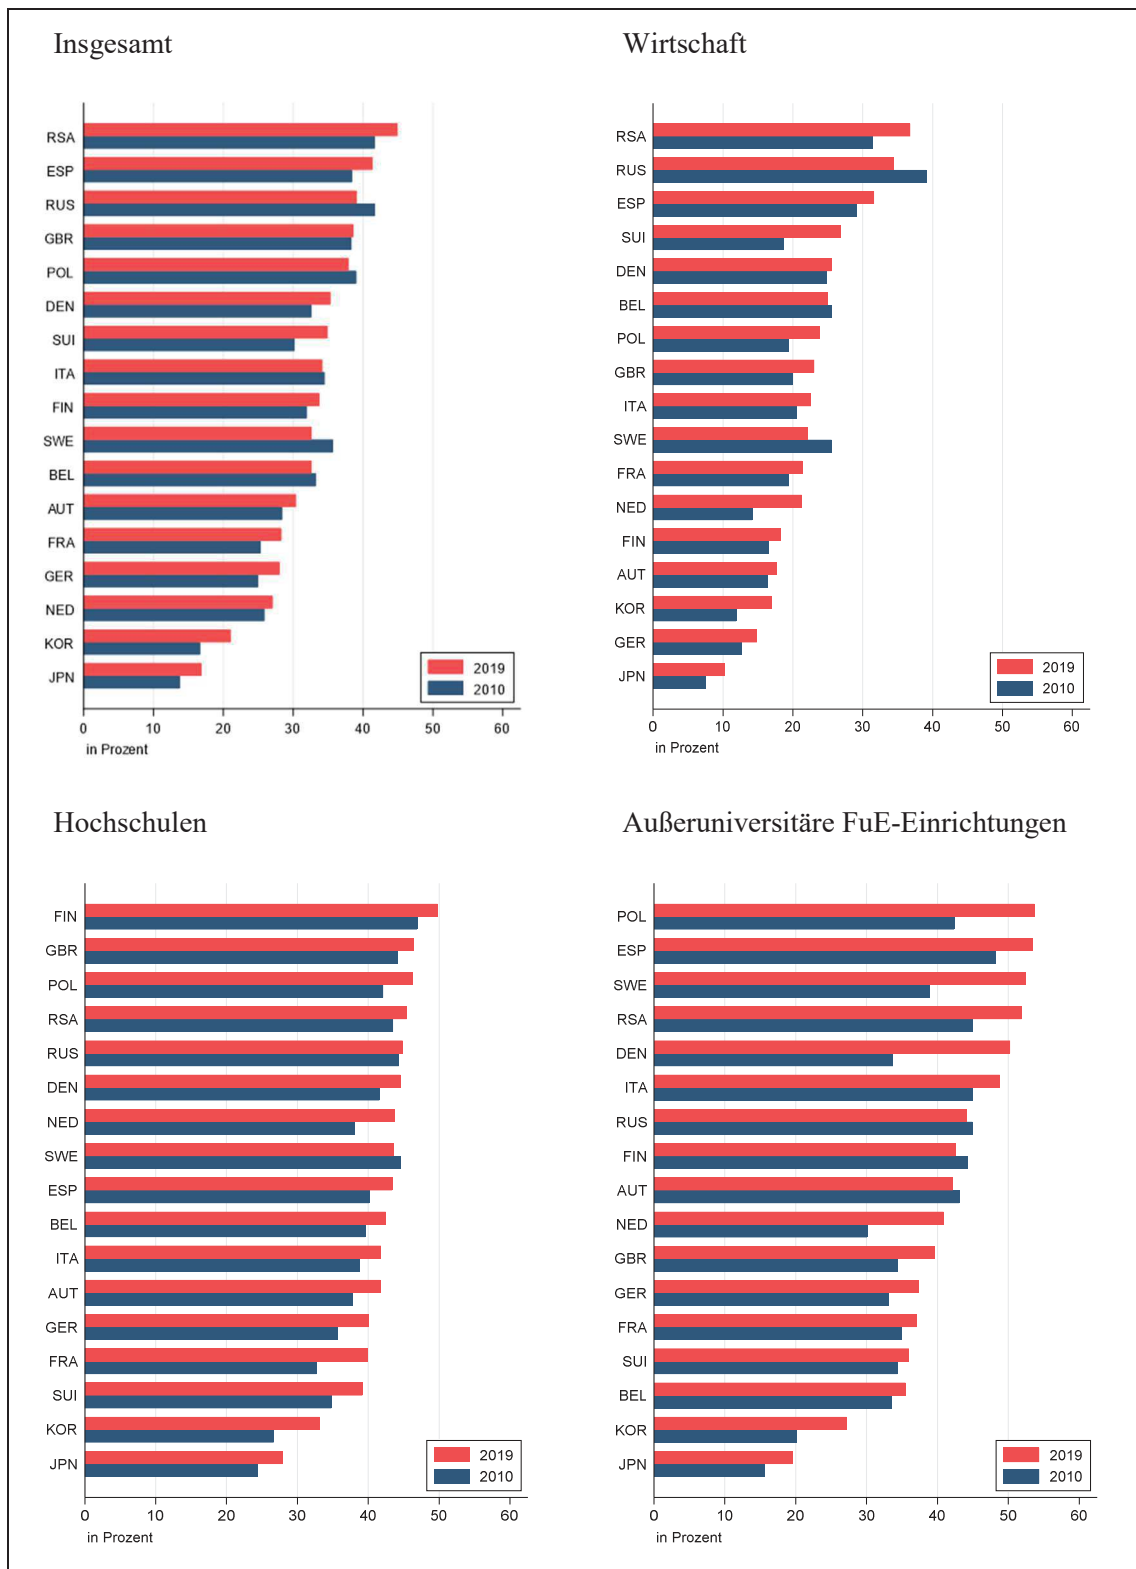 Insgesamt
RSA
ESP
RUS
GBR
POL
DEN
SUI
ITA
FIN
SWE
BEL
AUT
FRA
GER
NED
KOR
JPN
2019
2010
0 10 20 30 40 50 60
in Prozent
Wirtschaft
RSA
RUS
ESP
SUI
DEN
BEL
POL
GBR
ITA
SWE
FRA
NED
FIN
AUT
KOR
GER
JPN
2019
2010
0 10 20 30 40 50 60
in Prozent
Hochschulen
FIN
GBR
POL
RSA
RUS
DEN
NED
SWE
ESP
BEL
ITA
AUT
GER
FRA
SUI
KOR
JPN
2019
2010
0 10 20 30 40 50 60
in Prozent
Außeruniversitäre FuE-Einrichtungen
POL
ESP
SWE
RSA
DEN
ITA
RUS
FIN
AUT
NED
GBR
GER
FRA
SUI
BEL
KOR
JPN
2019
2010
0 10 20 30 40 50 60
in Prozent